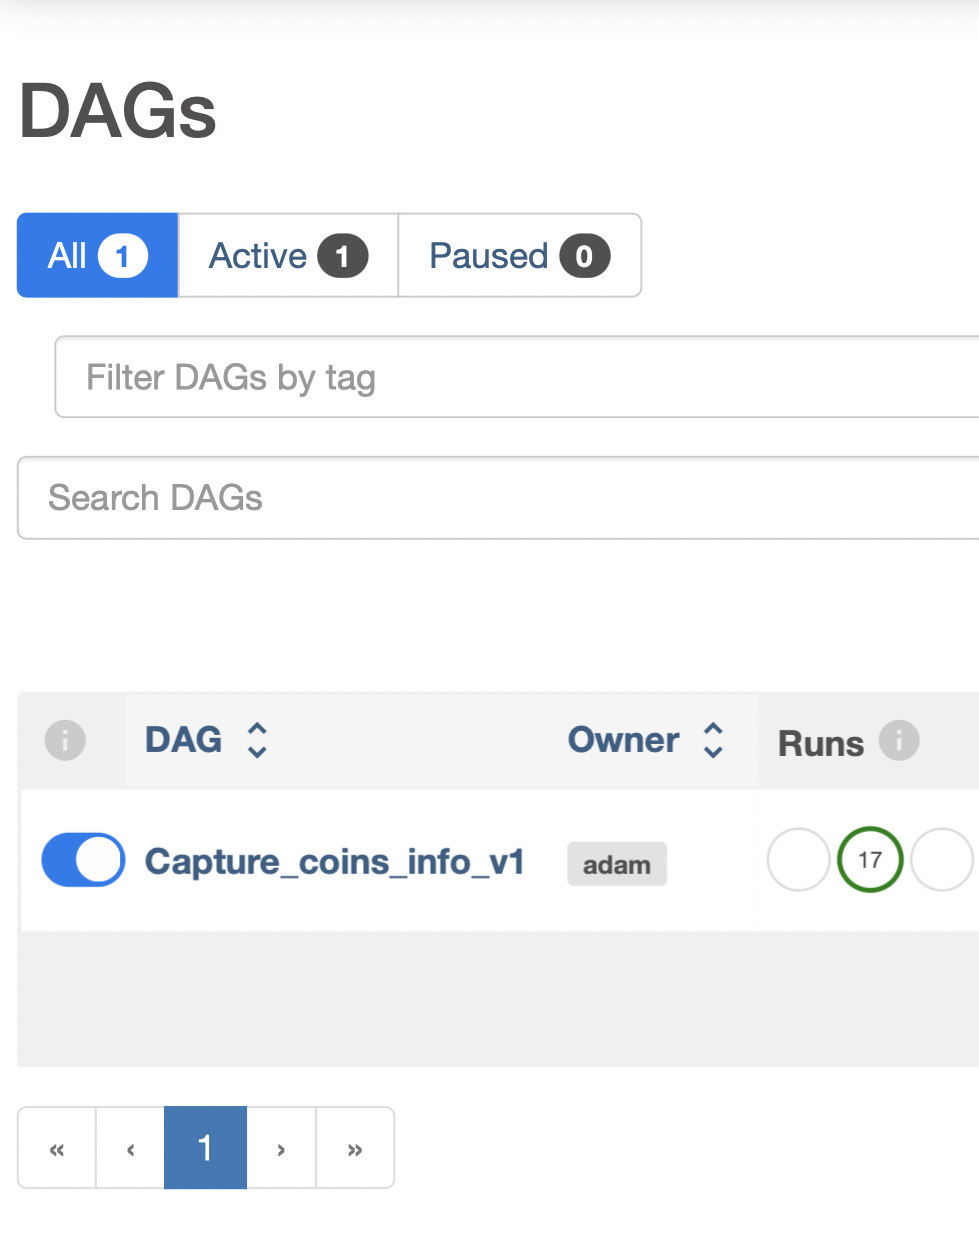 DAGs
All 1 Active 1 Paused 0
Filter DAGs by tag
Search DAGs
i DAG Owner Runs i
Capture_coins_info_v1 adam 17
« ‹ 1 › »